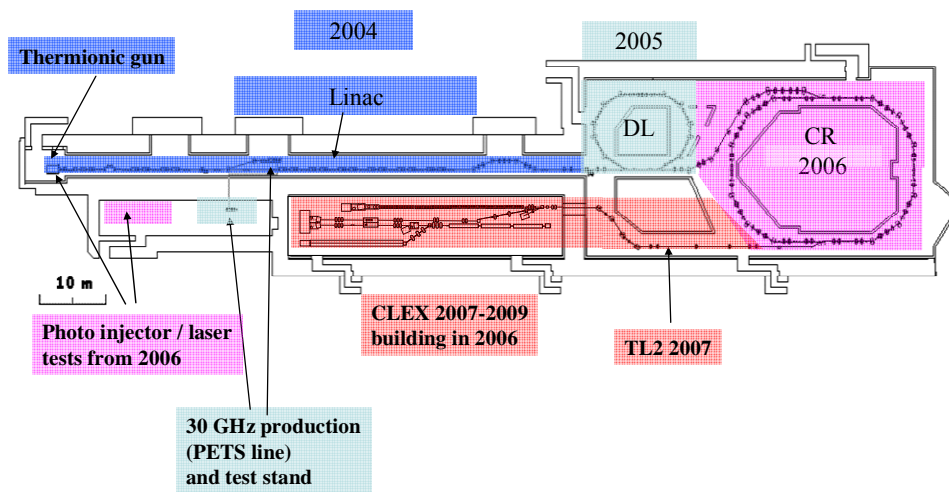 2004
2005
Thermionic gun
Linac
DL
CR
2006
10 m
Photo injector / laser
tests from 2006
CLEX 2007-2009
building in 2006
TL2 2007
30 GHz production
(PETS line)
and test stand